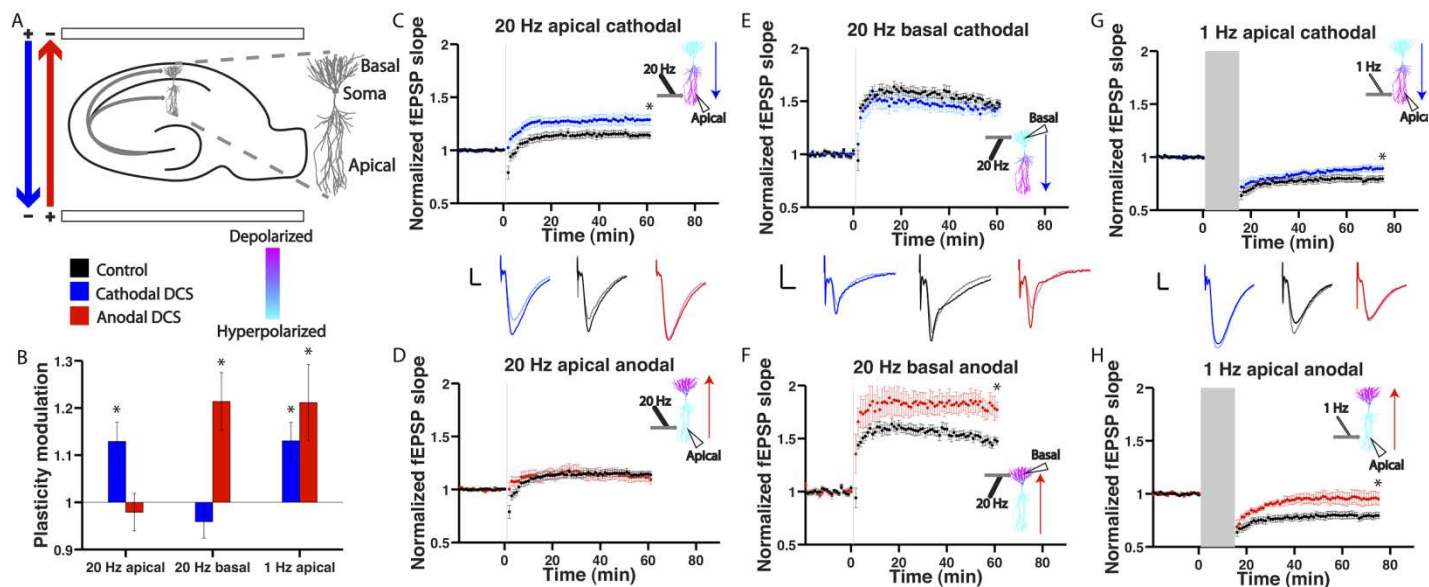 A
+ −
− +
Basal
Soma
Apical
Depolarized
Hyperpolarized
Control
Cathodal DCS
Anodal DCS
B
Plasticity modulation
1.3
1.2
1.1
1
0.9
20 Hz apical 20 Hz basal 1 Hz apical
* * * *
C
20 Hz apical cathodal
Normalized fEPSP slope
2
1.5
1
0.5
0 20 40 60 80
Time (min)
20 Hz
Apical
*
D
20 Hz apical anodal
Normalized fEPSP slope
2
1.5
1
0.5
0 20 40 60 80
Time (min)
20 Hz
Apical
E
20 Hz basal cathodal
Normalized fEPSP slope
2
1.5
1
0.5
0 20 40 60 80
Time (min)
Basal
20 Hz
F
20 Hz basal anodal
Normalized fEPSP slope
2
1.5
1
0.5
0 20 40 60 80
Time (min)
*
Basal
20 Hz
G
1 Hz apical cathodal
Normalized fEPSP slope
2
1.5
1
0.5
0 20 40 60 80
Time (min)
1 Hz
Apica
*
H
1 Hz apical anodal
Normalized fEPSP slope
2
1.5
1
0.5
0 20 40 60 80
Time (min)
1 Hz
Apical
*